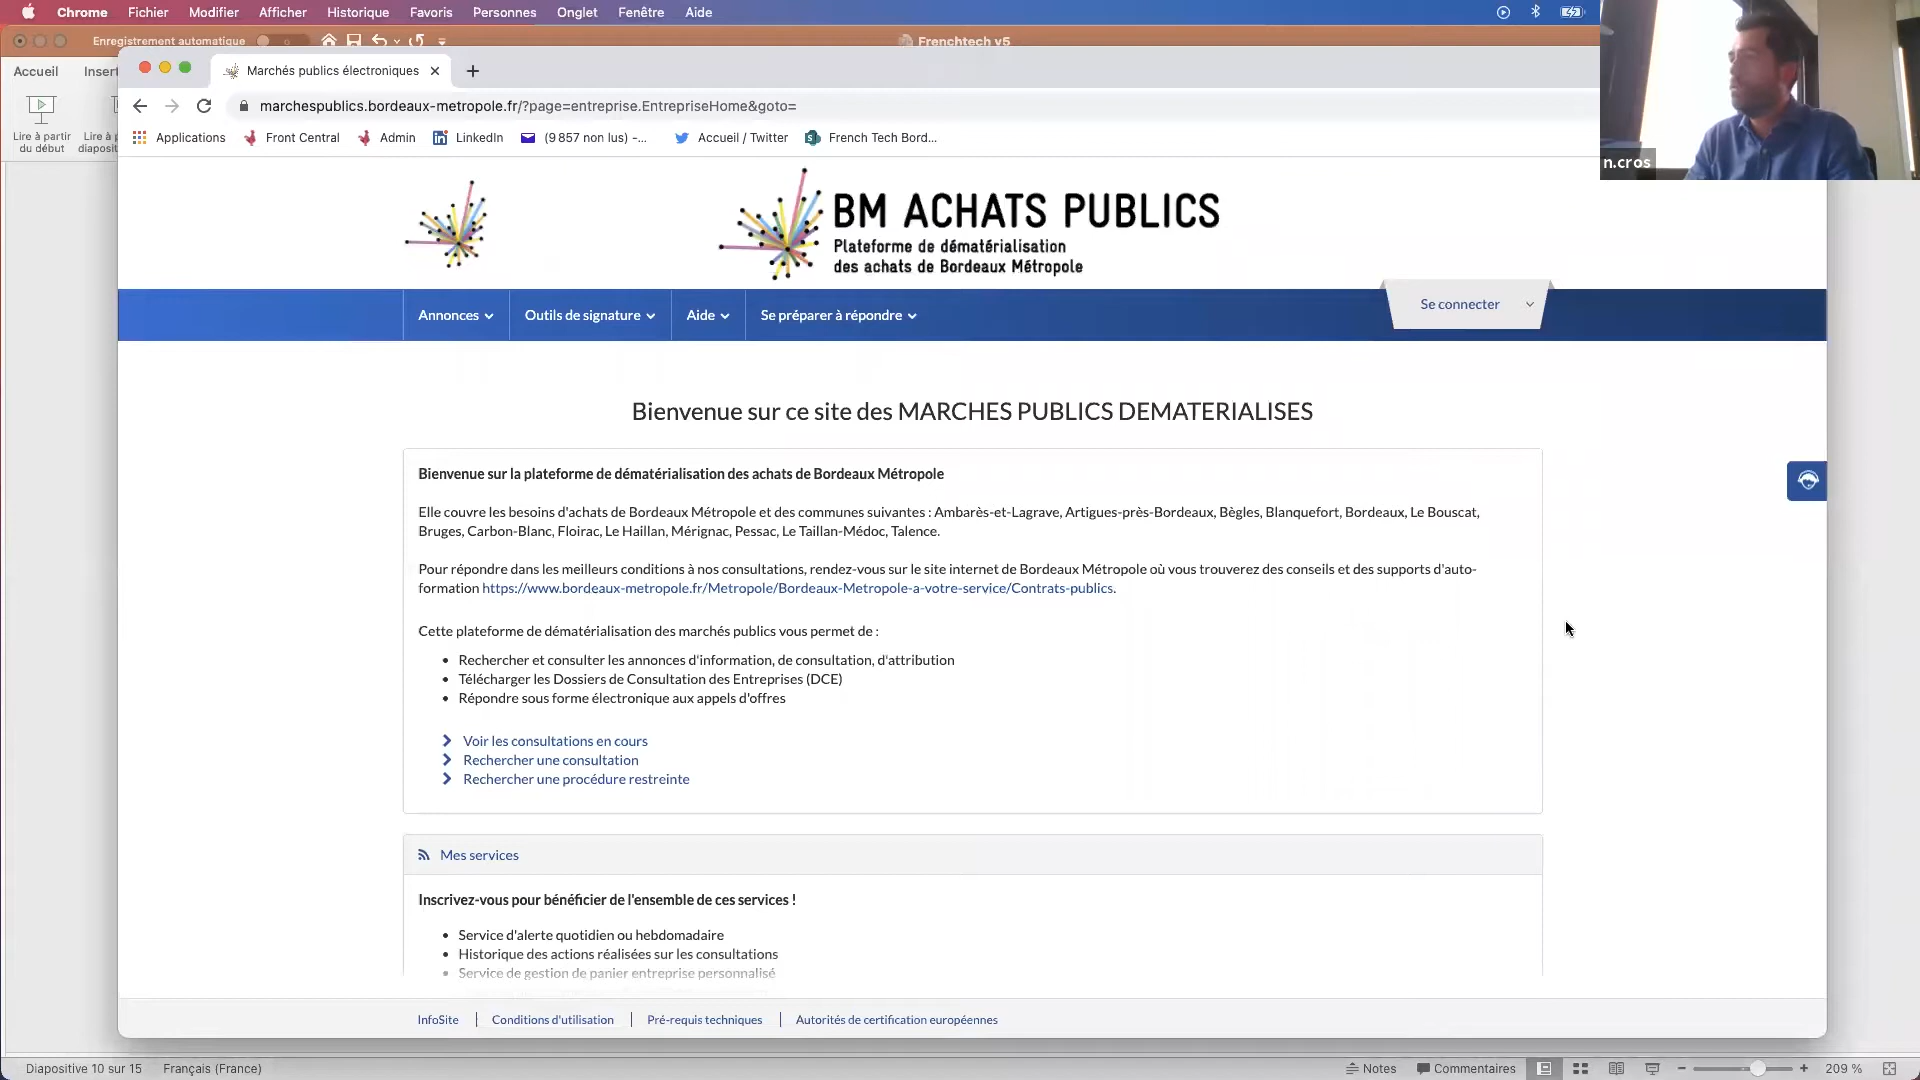 Chrome Fichier Modifier Afficher Historique Favoris Personnes Onglet Fenêtre Aide
Enregistrement automatique
Frenchtech v5
Accueil
Lire à partir
du début
Marchés publics électroniques
marchespublics.bordeaux-metropole.fr/?page=entreprise.EntrepriseHome&goto=
Applications Front Central Admin LinkedIn (9 857 non lus) -... Accueil / Twitter French Tech Bord...
n.cros
BM ACHATS PUBLICS
Plateforme de dématérialisation
des achats de Bordeaux Métropole
Se connecter
Annonces Outils de signature Aide Se préparer à répondre
Bienvenue sur ce site des MARCHES PUBLICS DEMATERIALISES
Bienvenue sur la plateforme de dématérialisation des achats de Bordeaux Métropole
Elle couvre les besoins d'achats de Bordeaux Métropole et des communes suivantes : Ambarès-et-Lagrave, Artigues-près-Bordeaux, Bègles, Blanquefort, Bordeaux, Le Bouscat,
Bruges, Carbon-Blanc, Floirac, Le Haillan, Mérignac, Pessac, Le Taillan-Médoc, Talence.
Pour répondre dans les meilleurs conditions à nos consultations, rendez-vous sur le site internet de Bordeaux Métropole où vous trouverez des conseils et des supports d'auto-
formation https://www.bordeaux-metropole.fr/Metropole/Bordeaux-Metropole-a-votre-service/Contrats-publics.
Cette plateforme de dématérialisation des marchés publics vous permet de :
• Rechercher et consulter les annonces d'information, de consultation, d'attribution
• Télécharger les Dossiers de Consultation des Entreprises (DCE)
• Répondre sous forme électronique aux appels d'offres
Voir les consultations en cours
Rechercher une consultation
Rechercher une procédure restreinte
Mes services
Inscrivez-vous pour bénéficier de l'ensemble de ces services !
• Service d'alerte quotidien ou hebdomadaire
• Historique des actions réalisées sur les consultations
• Service de gestion de panier entreprise personnalisé
InfoSite Conditions d'utilisation Pré-requis techniques Autorités de certification européennes
Diapositive 10 sur 15 Français (France) Notes Commentaires 209 %